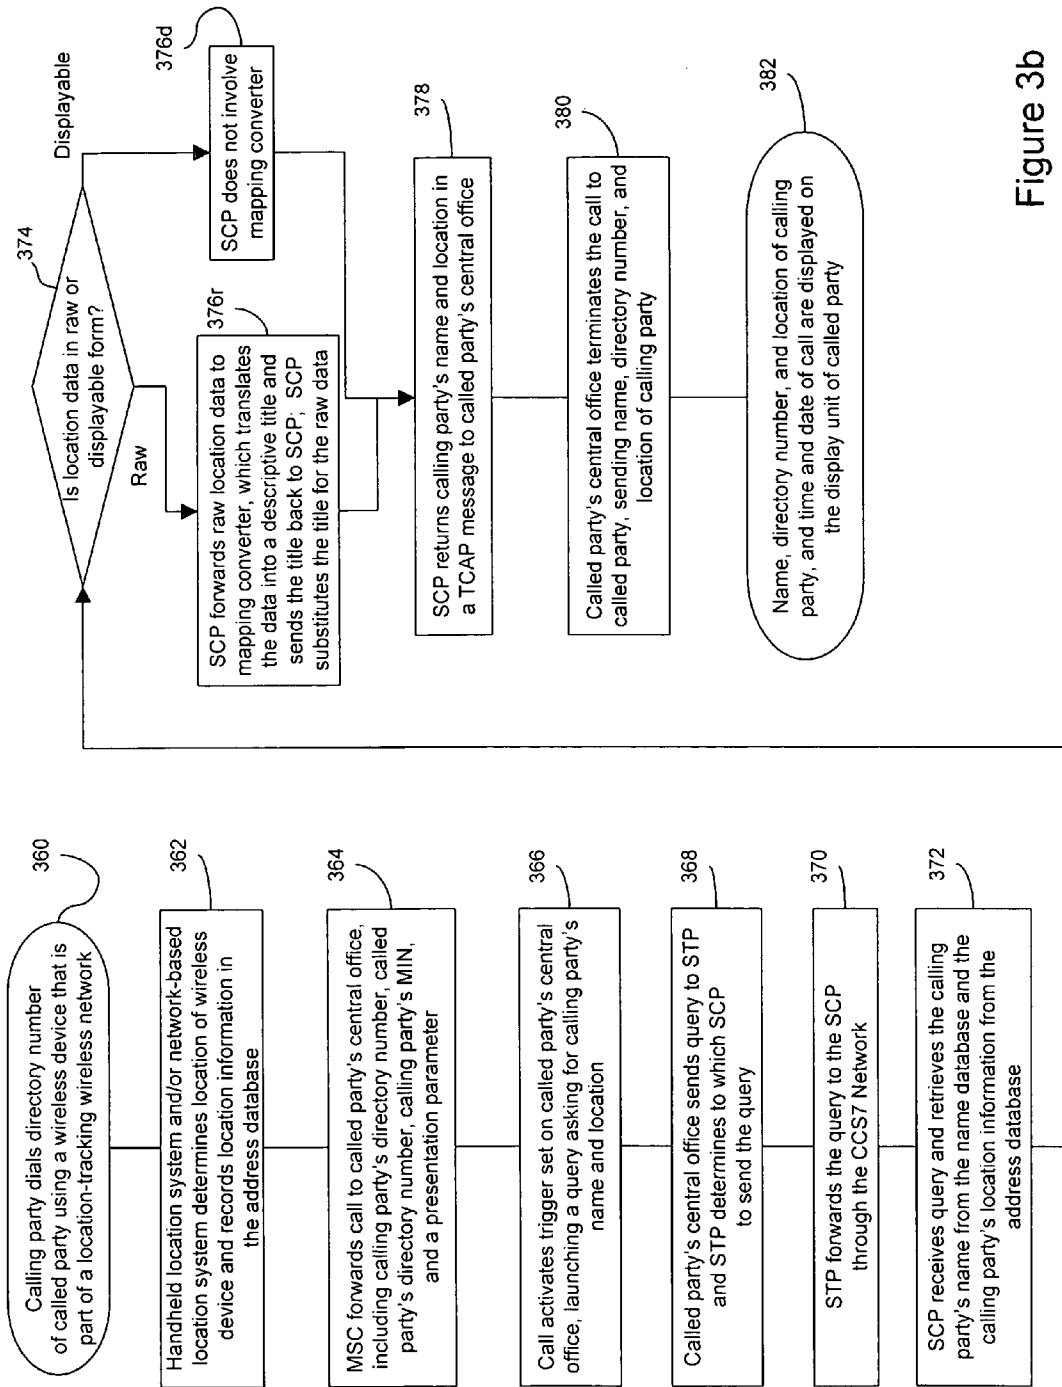 360
Calling party dials directory number
of called party using a wireless device that is
part of a location-tracking wireless network
362
Handheld location system and/or network-based
location system determines location of wireless
device and records location information in
the address database
364
MSC forwards call to called party's central office,
including calling party's directory number, called
party's directory number, calling party's MIN,
and a presentation parameter
366
Call activates trigger set on called party's central
office, launching a query asking for calling party's
name and location
368
Called party's central office sends query to STP
and STP determines to which SCP
to send the query
370
STP forwards the query to the SCP
through the CCS7 Network
372
SCP receives query and retrieves the calling
party's name from the name database and the
calling party's location information from the
address database
374
Is location data in raw or
displayable form?
Raw
Displayable
376r
SCP forwards raw location data to
mapping converter, which translates
the data into a descriptive title and
sends the title back to SCP; SCP
substitutes the title for the raw data
376d
SCP does not involve
mapping converter
378
SCP returns calling party's name and location in
a TCAP message to called party's central office
380
Called party's central office terminates the call to
called party, sending name, directory number, and
location of calling party
382
Name, directory number, and location of calling
party, and time and date of call are displayed on
the display unit of called party
Figure 3b